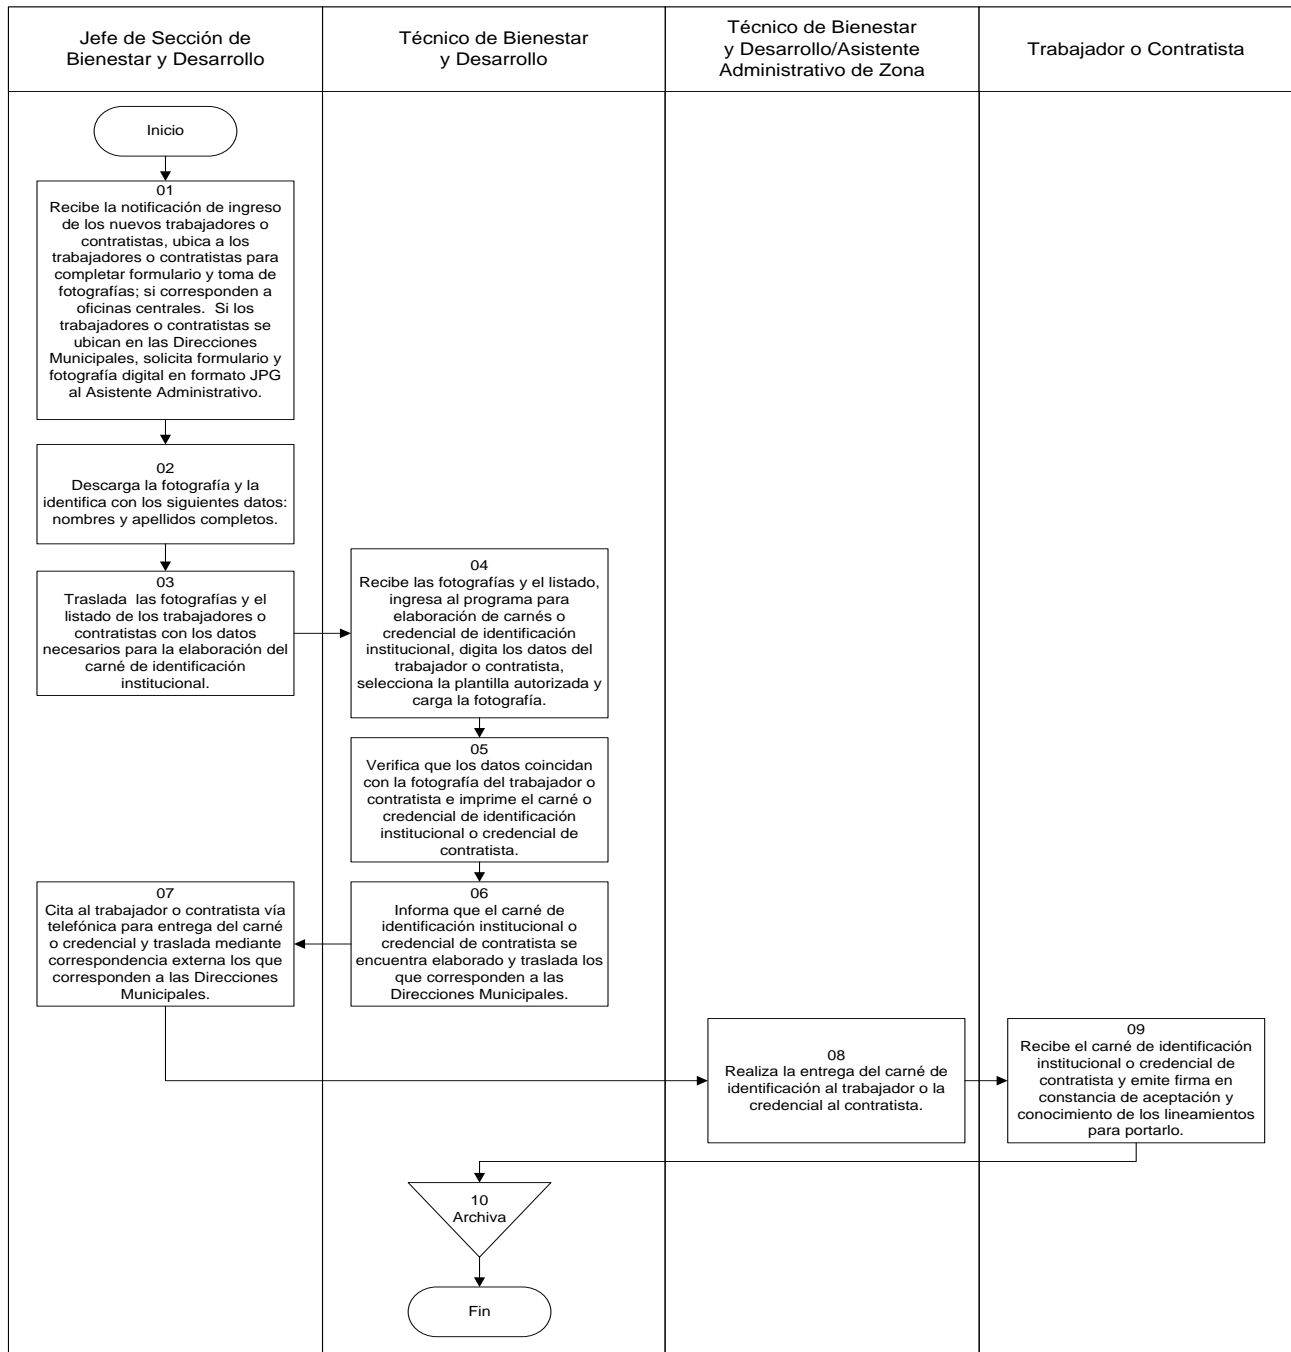 Jefe de Sección de
Bienestar y Desarrollo
Técnico de Bienestar
y Desarrollo
Técnico de Bienestar
y Desarrollo/Asistente
Administrativo de Zona
Trabajador o Contratista
Inicio
01
Recibe la notificación de ingreso
de los nuevos trabajadores o
contratistas, ubica a los
trabajadores o contratistas para
completar formulario y toma de
fotografías; si corresponden a
oficinas centrales.  Si los
trabajadores o contratistas se
ubican en las Direcciones
Municipales, solicita formulario y
fotografía digital en formato JPG
al Asistente Administrativo.
02
Descarga la fotografía y la
identifica con los siguientes datos:
nombres y apellidos completos.
03
Traslada  las fotografías y el
listado de los trabajadores o
contratistas con los datos
necesarios para la elaboración del
carné de identificación
institucional.
04
Recibe las fotografías y el listado,
ingresa al programa para
elaboración de carnés o
credencial de identificación
institucional, digita los datos del
trabajador o contratista,
selecciona la plantilla autorizada y
carga la fotografía.
05
Verifica que los datos coincidan
con la fotografía del trabajador o
contratista e imprime el carné o
credencial de identificación
institucional o credencial de
contratista.
06
Informa que el carné de
identificación institucional o
credencial de contratista se
encuentra elaborado y traslada los
que corresponden a las
Direcciones Municipales.
07
Cita al trabajador o contratista vía
telefónica para entrega del carné
o credencial y traslada mediante
correspondencia externa los que
corresponden a las Direcciones
Municipales.
08
Realiza la entrega del carné de
identificación al trabajador o la
credencial al contratista.
09
Recibe el carné de identificación
institucional o credencial de
contratista y emite firma en
constancia de aceptación y
conocimiento de los lineamientos
para portarlo.
10
Archiva
Fin